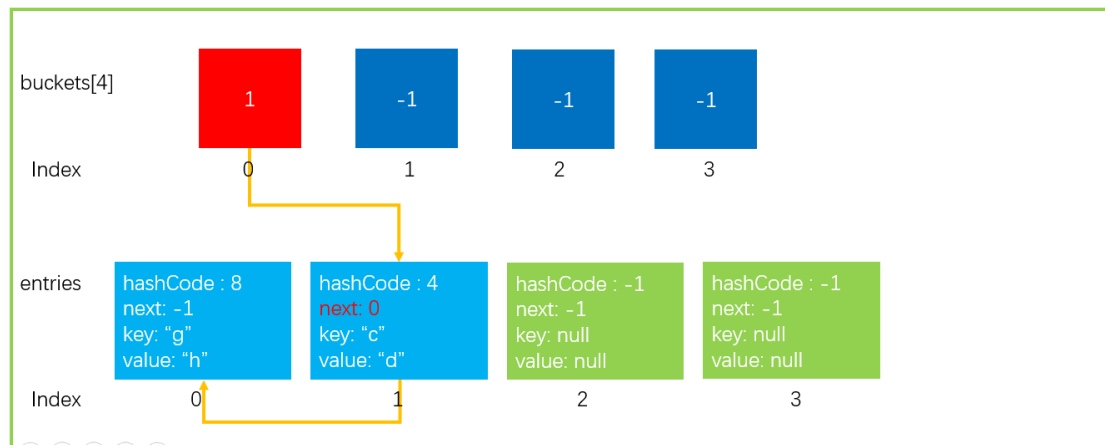 buckets[4]
1
-1
-1
-1
Index
0
1
2
3
entries
hashCode : 8
next: -1
key: “g”
value: “h”
hashCode : 4
next: 0
key: “c”
value: “d”
hashCode : -1
next: -1
key: null
value: null
hashCode : -1
next: -1
key: null
value: null
Index
0
1
2
3